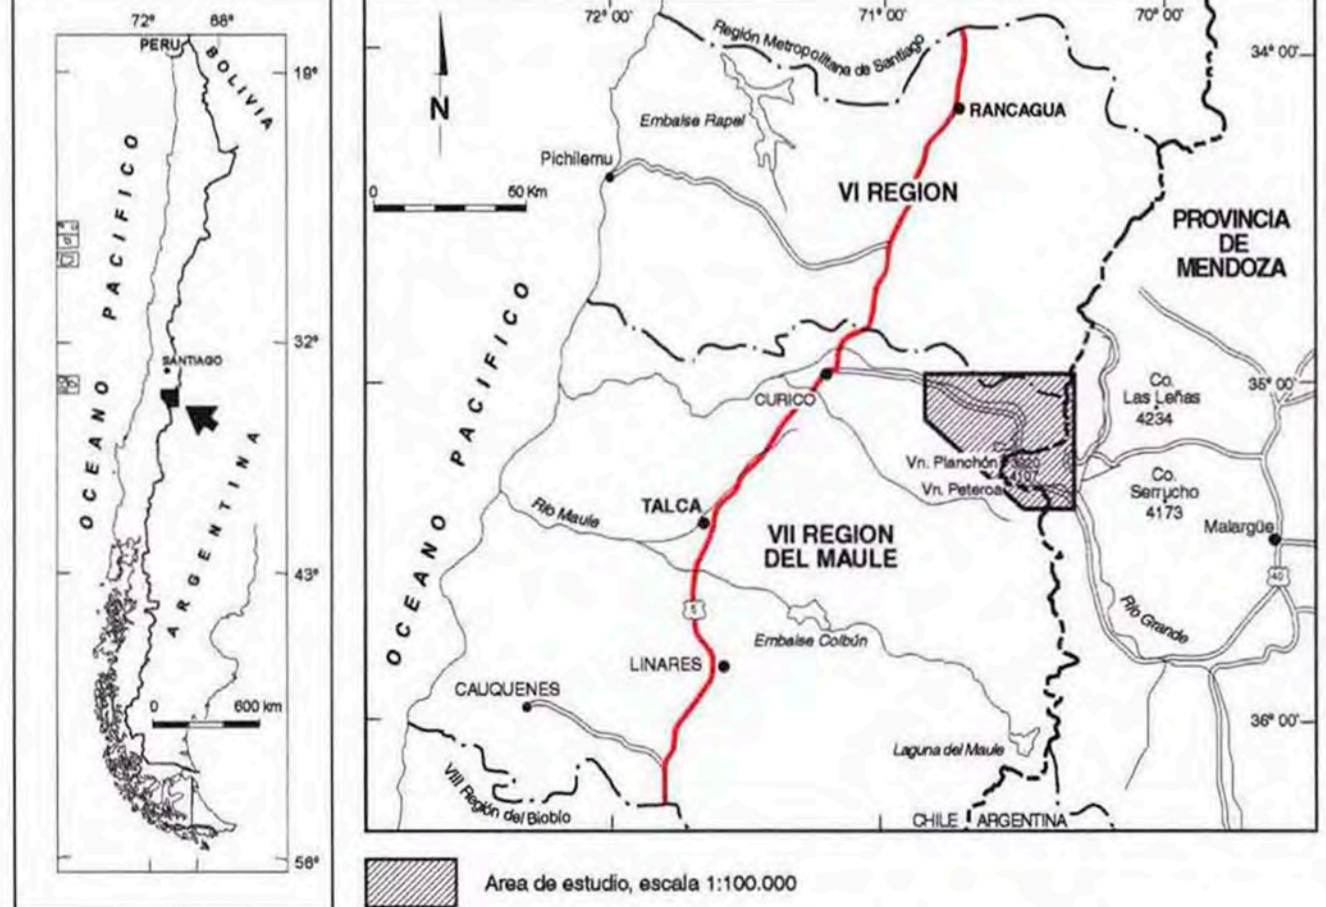 72° 68°
PERU
BOLIVIA
18°
OCEANO PACIFICO
SANTIAGO
32°
ARGENTINA
43°
0 600 km
56°
72° 00' 71° 00' 70° 00'
34° 00'
Región Metropolitana de Santiago
N
Embalse Rapel
RANCAGUA
Pichilemu
0 50 Km
VI REGION
PROVINCIA
DE
MENDOZA
OCEANO PACIFICO
35° 00'
CURICO
Co.
Las Leñas
4234
Vn. Planchón 3920
4107
Vn. Peteroa
Co.
Serrucho
4173
Río Maule
TALCA
VII REGION
DEL MAULE
Malargüe
40
5
Río Grande
Embalse Colbún
LINARES
CAUQUENES
36° 00'
Laguna del Maule
VIII Región del Biobío
CHILE ARGENTINA
Area de estudio, escala 1:100.000